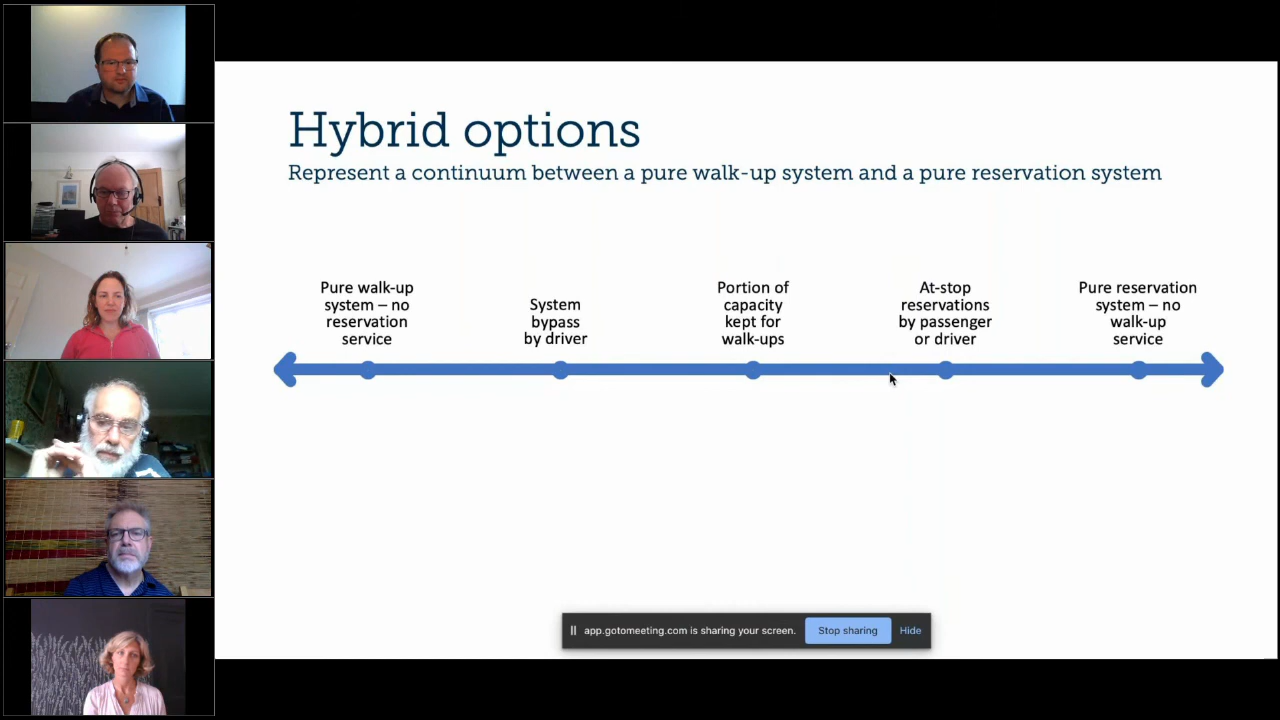 Hybrid options
Represent a continuum between a pure walk-up system and a pure reservation system
Pure walk-up
system – no
reservation
service
System
bypass
by driver
Portion of
capacity
kept for
walk-ups
At-stop
reservations
by passenger
or driver
Pure reservation
system – no
walk-up
service
app.gotomeeting.com is sharing your screen.
Stop sharing
Hide